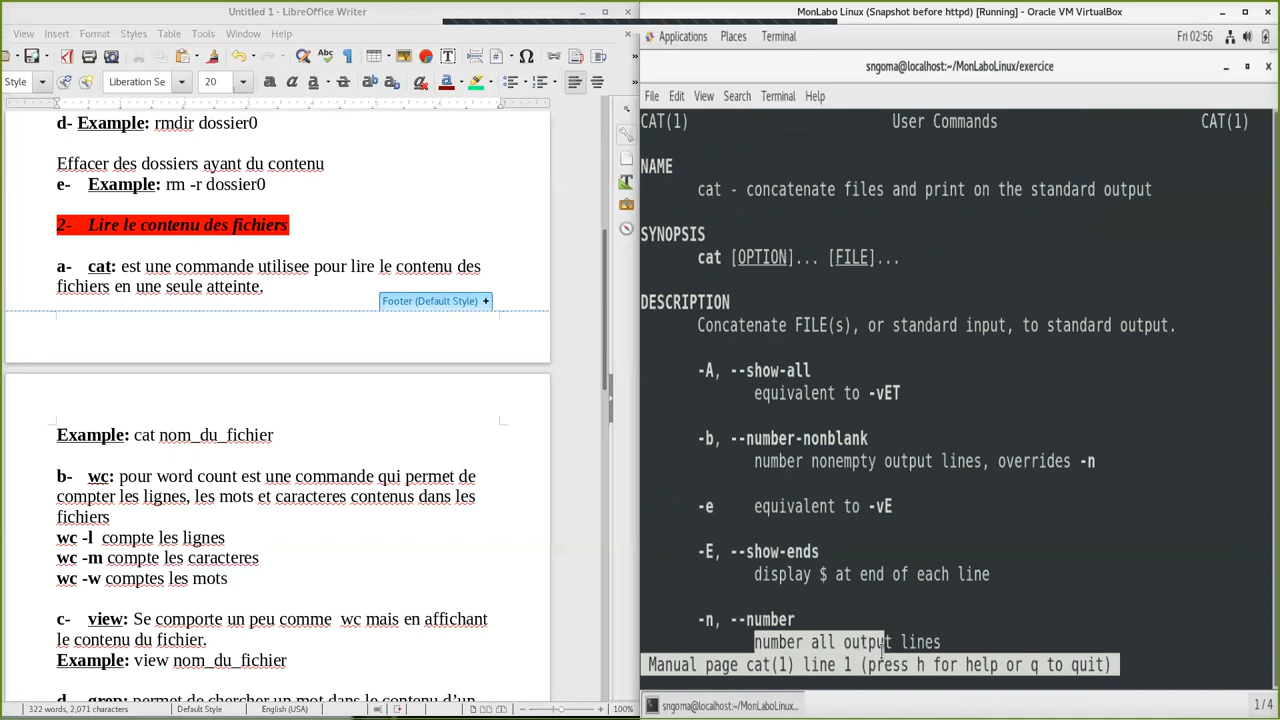 Untitled 1 - LibreOffice Writer
View Insert Format Styles Table Tools Window Help
Style Liberation Se 20
d- Example: rmdir dossier0
Effacer des dossiers ayant du contenu
e- Example: rm -r dossier0
2- Lire le contenu des fichiers
a- cat: est une commande utilisee pour lire le contenu des
fichiers en une seule atteinte.
Footer (Default Style) +
Example: cat nom_du_fichier
b- wc: pour word count est une commande qui permet de
compter les lignes, les mots et caracteres contenus dans les
fichiers
wc -l compte les lignes
wc -m compte les caracteres
wc -w comptes les mots
c- view: Se comporte un peu comme wc mais en affichant
le contenu du fichier.
Example: view nom_du_fichier
d- grep: permet de chercher un mot dans le contenu d'un
322 words, 2,071 characters Default Style English (USA) 100%
MonLabo Linux (Snapshot before httpd) [Running] - Oracle VM VirtualBox
Applications Places Terminal Fri 02:56
sngoma@localhost:~/MonLaboLinux/exercice
File Edit View Search Terminal Help
CAT(1) User Commands CAT(1)
NAME
cat - concatenate files and print on the standard output
SYNOPSIS
cat [OPTION]... [FILE]...
DESCRIPTION
Concatenate FILE(s), or standard input, to standard output.
-A, --show-all
equivalent to -vET
-b, --number-nonblank
number nonempty output lines, overrides -n
-e equivalent to -vE
-E, --show-ends
display $ at end of each line
-n, --number
number all output lines
Manual page cat(1) line 1 (press h for help or q to quit)
sngoma@localhost:~/MonLaboLinux... 1 / 4